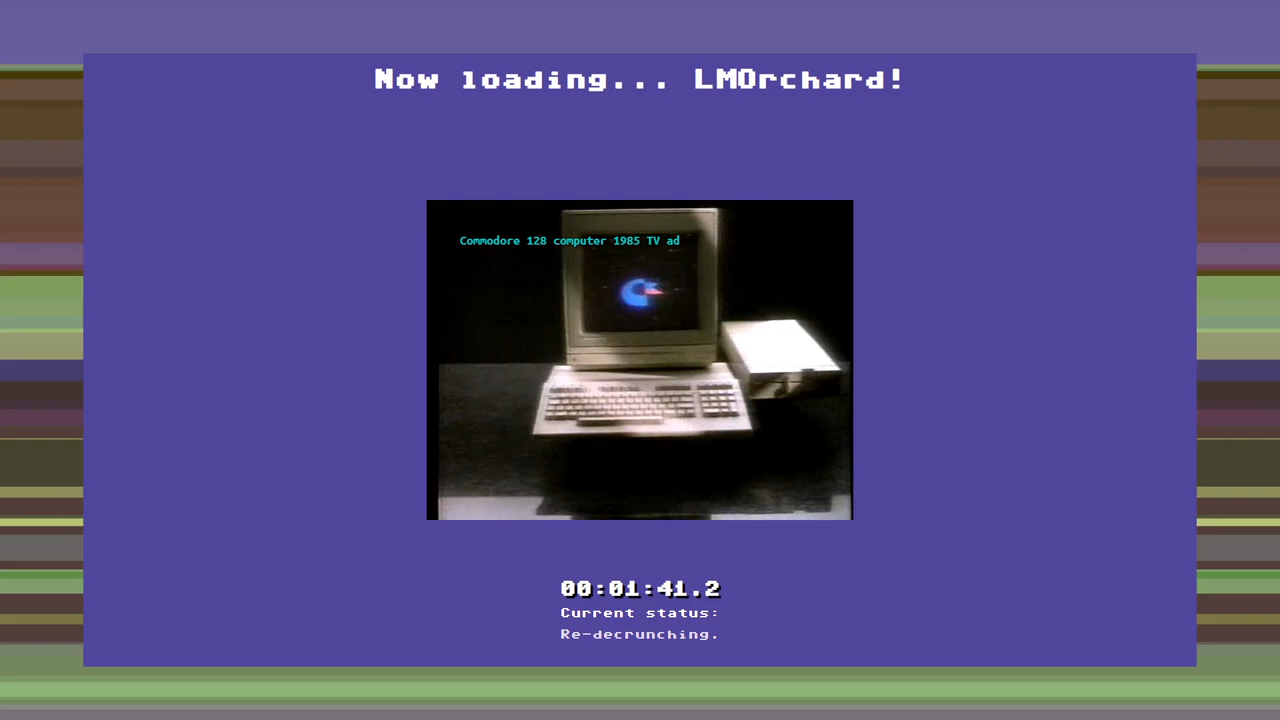 Now loading... LMOrchard!
Commodore 128 computer 1985 TV ad
00:01:41.2
Current status:
Re-decrunching.